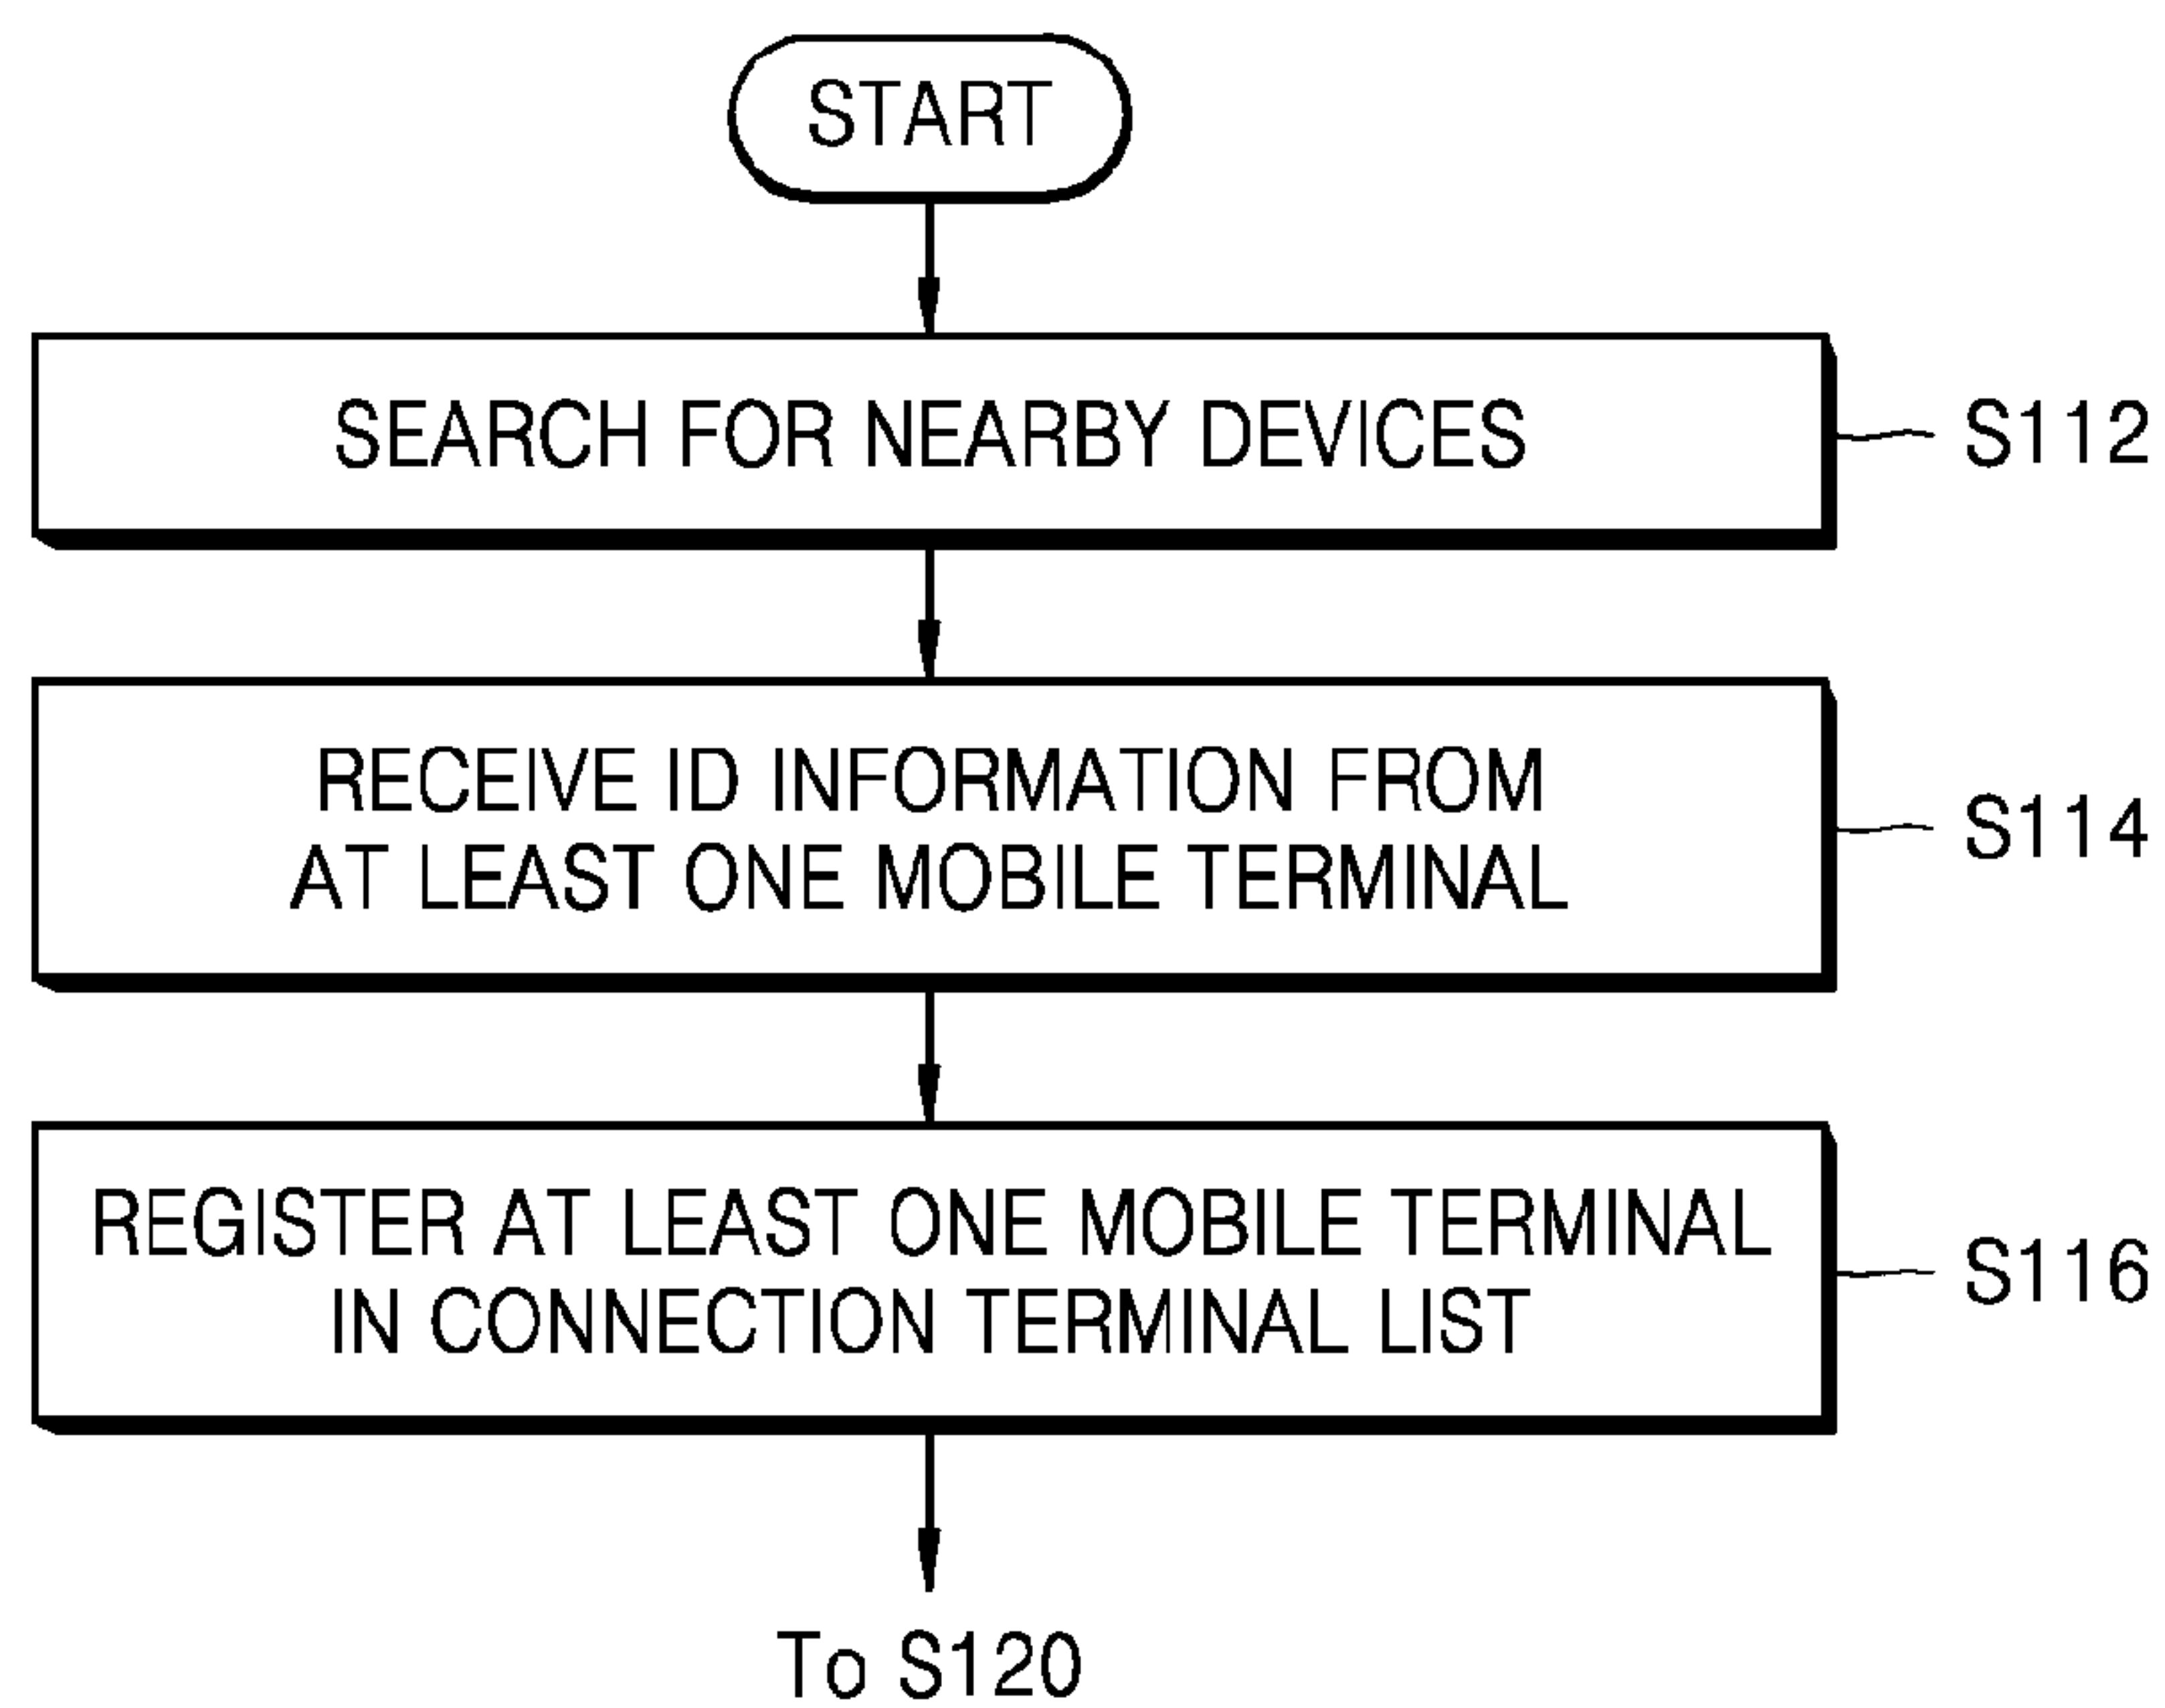 START
SEARCH FOR NEARBY DEVICES
S112
RECEIVE ID INFORMATION FROM
AT LEAST ONE MOBILE TERMINAL
S114
REGISTER AT LEAST ONE MOBILE TERMINAL
IN CONNECTION TERMINAL LIST
S116
To S120